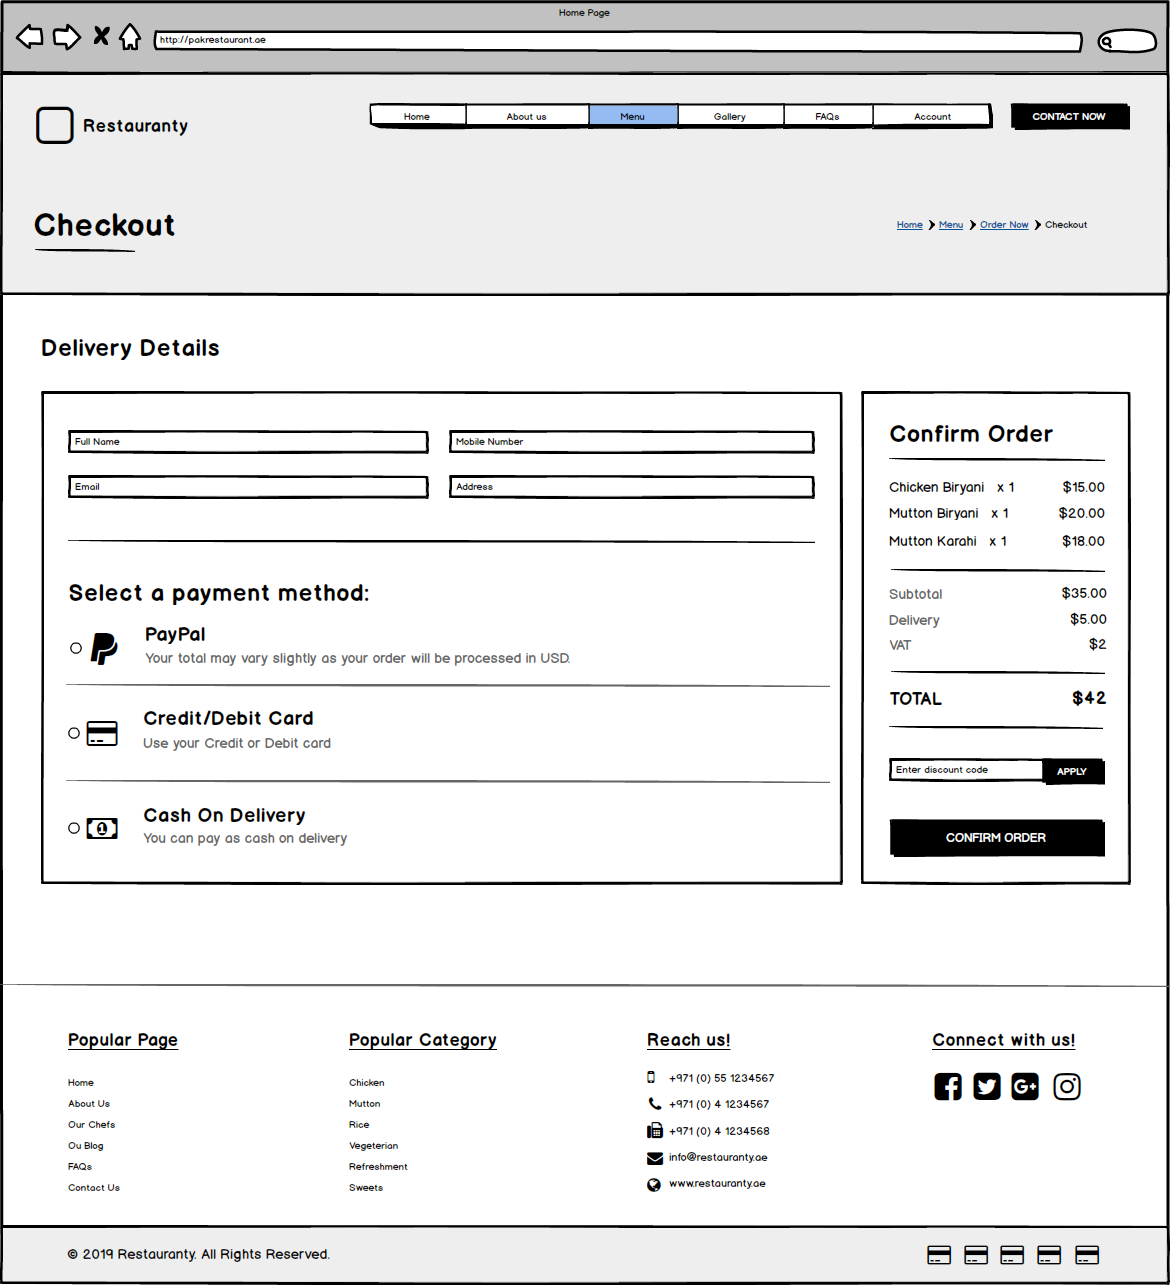 Home Page
http://pakrestaurant.ae
Restauranty
Home
About us
Menu
Gallery
FAQs
Account
CONTACT NOW
Checkout
Home
Menu
Order Now
Checkout
Delivery Details
Full Name
Mobile Number
Email
Address
Select a payment method:
PayPal
Your total may vary slightly as your order will be processed in USD.
Credit/Debit Card
Use your Credit or Debit card
Cash On Delivery
You can pay as cash on delivery
Confirm Order
Chicken Biryani x 1 $15.00
Mutton Biryani x 1 $20.00
Mutton Karahi x 1 $18.00
Subtotal $35.00
Delivery $5.00
VAT $2
TOTAL $42
Enter discount code
APPLY
CONFIRM ORDER
Popular Page
Home
About Us
Our Chefs
Ou Blog
FAQs
Contact Us
Popular Category
Chicken
Mutton
Rice
Vegeterian
Refreshment
Sweets
Reach us!
+971 (0) 55 1234567
+971 (0) 4 1234567
+971 (0) 4 1234568
info@restauranty.ae
www.restauranty.ae
Connect with us!
© 2019 Restauranty. All Rights Reserved.